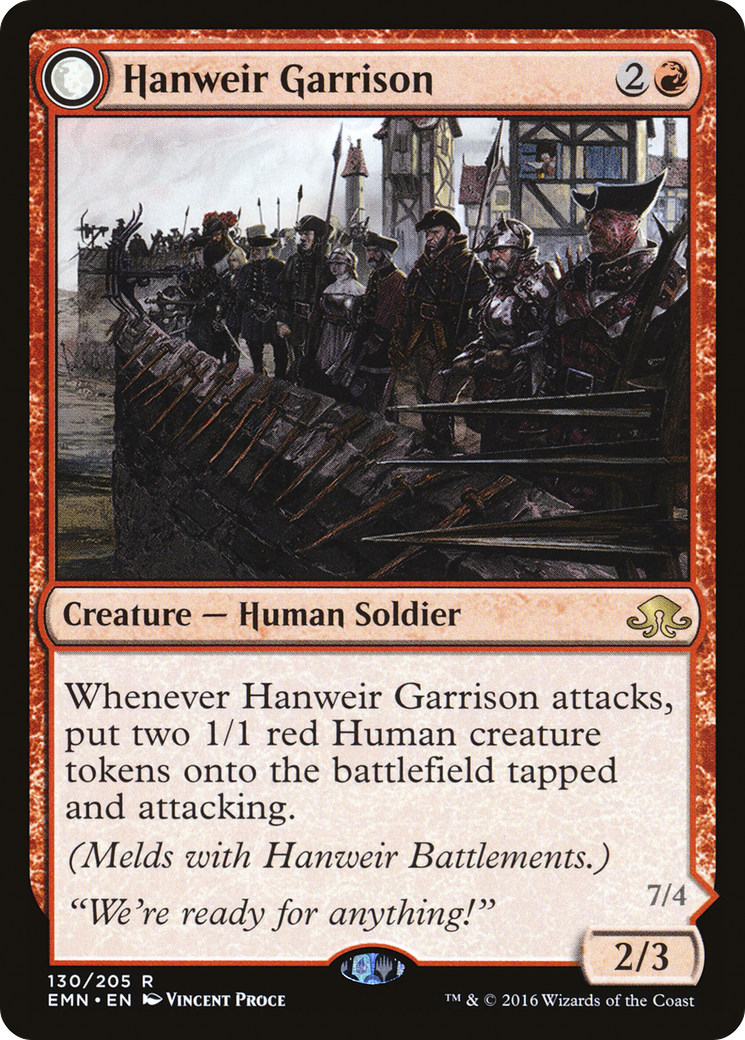 Hanweir Garrison 2
Creature — Human Soldier
Whenever Hanweir Garrison attacks,
put two 1/1 red Human creature
tokens onto the battlefield tapped
and attacking.
(Melds with Hanweir Battlements.)
“We’re ready for anything!”
7/4
2/3
130/205 R
EMN • EN Vincent Proce
™ & © 2016 Wizards of the Coast